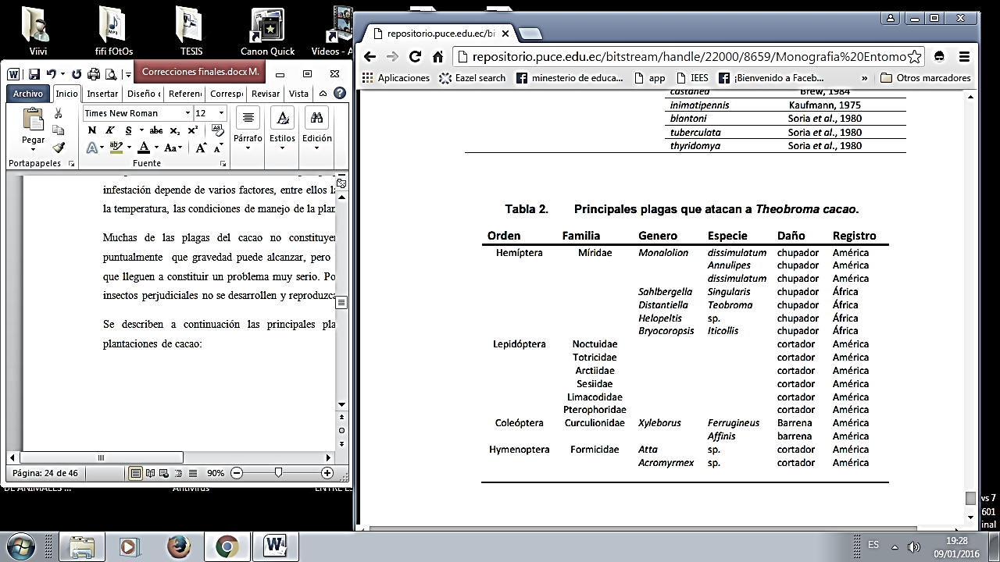 Viivi
fifi fOtOs
TESIS
Canon Quick
Vídeos - A
Correcciones finales.docx M.
Archivo Inicio Insertar Diseño Referen Corresp Revisar Vista
Pegar
Portapapeles
Times New Roman 12
N K S abc x₂ x²
A ab A Aa A A
Fuente
Párrafo
Estilos
Edición
infestación depende de varios factores, entre ellos la
la temperatura, las condiciones de manejo de la plan
Muchas de las plagas del cacao no constituyen
puntualmente que gravedad puede alcanzar, pero
que lleguen a constituir un problema muy serio. Po
insectos perjudiciales no se desarrollen y reproduzca
Se describen a continuación las principales pla
plantaciones de cacao:
Página: 24 de 46 90%
DE ANIMALES ... Antivirus ENTRE ES
repositorio.puce.edu.ec/bi
repositorio.puce.edu.ec/bitstream/handle/22000/8659/Monografia%20Entomo
Aplicaciones Eazel search minesterio de educa... app IEES ¡Bienvenido a Faceb... » Otros marcadores
castanea Brew, 1984
inimatipennis Kaufmann, 1975
blantoni Soria et al., 1980
tuberculata Soria et al., 1980
thyridomya Soria et al., 1980
Tabla 2. Principales plagas que atacan a Theobroma cacao.
Orden Familia Genero Especie Daño Registro
Hemíptera Míridae Monalolion dissimulatum chupador América
Annulipes chupador América
dissimulatum chupador América
Sahlbergella Singularis chupador África
Distantiella Teobroma chupador África
Helopeltis sp. chupador África
Bryocoropsis Iticollis chupador África
Lepidóptera Noctuidae cortador América
Totricidae cortador América
Arctiidae cortador América
Sesiidae cortador América
Limacodidae cortador América
Pterophoridae cortador América
Coleóptera Curculionidae Xyleborus Ferrugineus Barrena América
Affinis barrena América
Hymenoptera Formicidae Atta sp. cortador América
Acromyrmex sp. cortador América
ws 7
601
inal
ES
19:28
09/01/2016